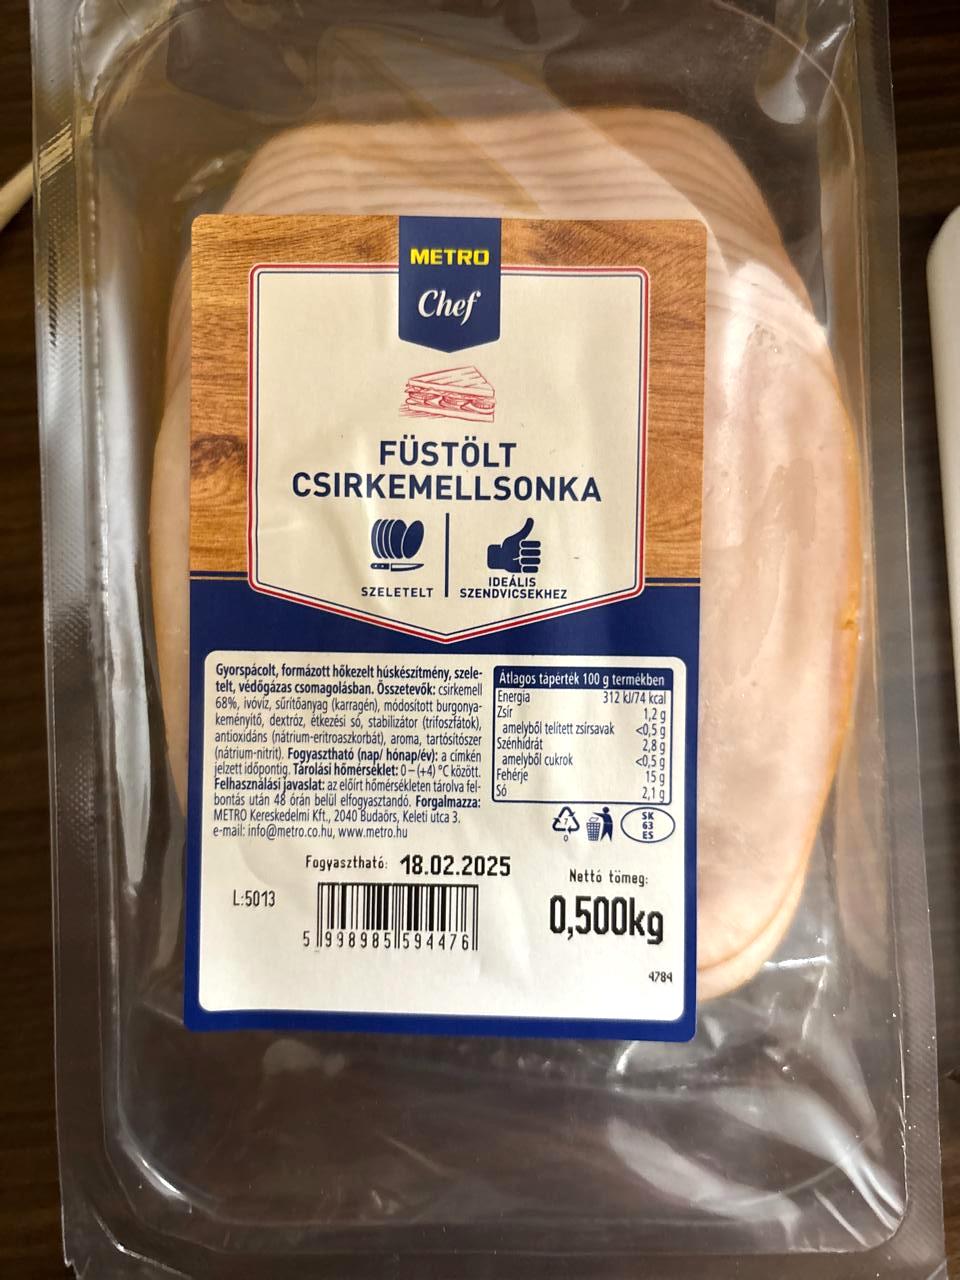 METRO
Chef
FÜSTÖLT
CSIRKEMELLSONKA
SZELETELT
IDEÁLIS
SZENDVICSEKHEZ
Gyorspácolt, formázott hőkezelt húskészítmény, szele-
telt, védőgázas csomagolásban. Összetevők: csirkemell
68%, ivóvíz, sűrítőanyag (karragén), módosított burgonya-
keményítő, dextróz, étkezési só, stabilizátor (trifoszfátok),
antioxidáns (nátrium-eritroaszkorbát), aroma, tartósítószer
(nátrium-nitrit). Fogyasztható (nap/ hónap/év): a címkén
jelzett időpontig. Tárolási hőmérséklet: 0 – (+4) °C között.
Felhasználási javaslat: az előírt hőmérsékleten tárolva fel-
bontás után 48 órán belül elfogyasztandó. Forgalmazza:
METRO Kereskedelmi Kft., 2040 Budaörs, Keleti utca 3.
e-mail: info@metro.co.hu, www.metro.hu
Átlagos tápérték 100 g termékben
Energia 312 kJ/74 kcal
Zsír 1,2 g
amelyből telített zsírsavak <0,5 g
Szénhidrát 2,8 g
amelyből cukrok <0,5 g
Fehérje 15 g
Só 2,1 g
7
0
SK
63
ES
Fogyasztható: 18.02.2025
L:5013
5 998985 594476
Nettó tömeg:
0,500kg
4784